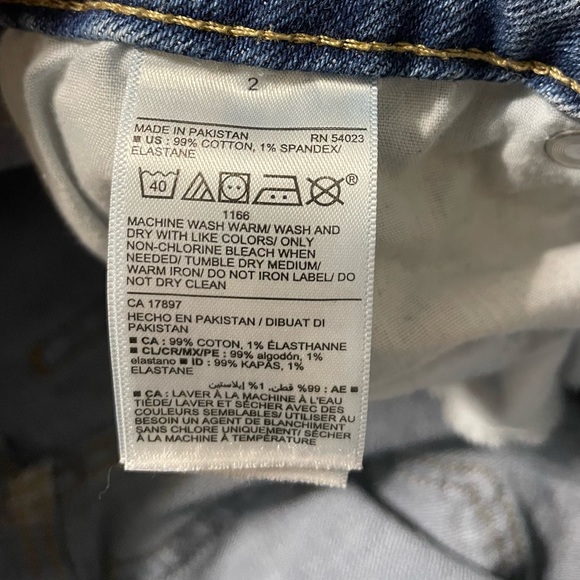 2
MADE IN PAKISTAN RN 54023
■ US : 99% COTTON, 1% SPANDEX/
ELASTANE
40 ®
1166
MACHINE WASH WARM/ WASH AND
DRY WITH LIKE COLORS/ ONLY
NON-CHLORINE BLEACH WHEN
NEEDED/ TUMBLE DRY MEDIUM/
WARM IRON/ DO NOT IRON LABEL/ DO
NOT DRY CLEAN
CA 17897
HECHO EN PAKISTAN / DIBUAT DI
PAKISTAN
■ CA : 99% COTON, 1% ÉLASTHANNE
■ CL/CR/MX/PE : 99% algodón, 1%
elastano ■ ID : 99% KAPAS, 1%
ELASTANE
■ AE : 99% قطن, 1% إيلاستين
■ CA : LAVER À LA MACHINE À L'EAU
TIÈDE/ LAVER ET SÉCHER AVEC DES
COULEURS SEMBLABLES/ UTILISER AU
BESOIN UN AGENT DE BLANCHIMENT
SANS CHLORE UNIQUEMENT/ SÉCHER
À LA MACHINE À TEMPÉRATURE